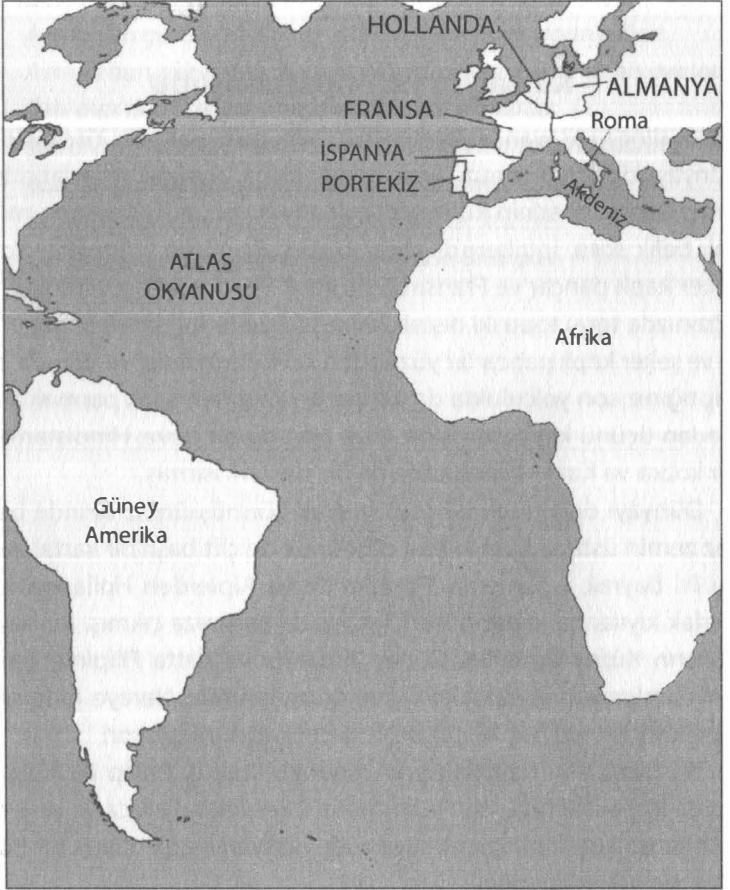 HOLLANDA
ALMANYA
FRANSA
Roma
İSPANYA
PORTEKİZ
Akdeniz
ATLAS
OKYANUSU
Afrika
Güney
Amerika